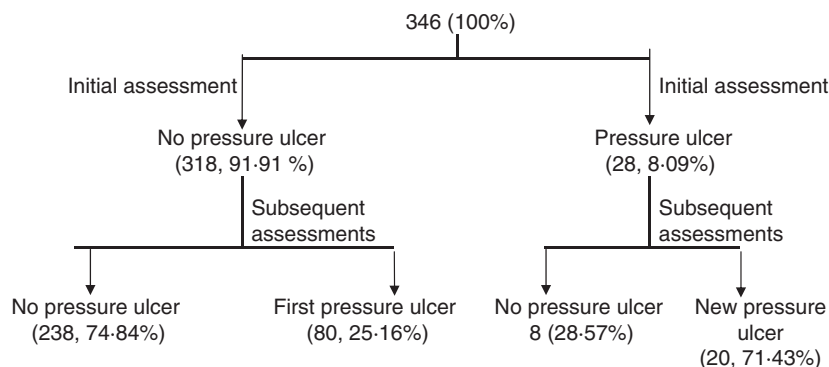 346 (100%)
Initial assessment
Initial assessment
No pressure ulcer
(318, 91·91 %)
Pressure ulcer
(28, 8·09%)
Subsequent
assessments
Subsequent
assessments
No pressure ulcer
(238, 74·84%)
First pressure ulcer
(80, 25·16%)
No pressure ulcer
8 (28·57%)
New pressure
ulcer
(20, 71·43%)